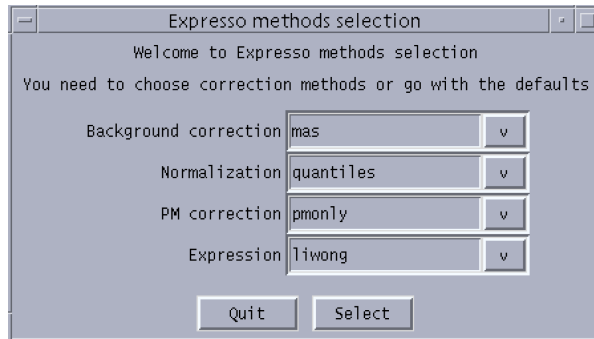 Expresso methods selection
Welcome to Expresso methods selection
You need to choose correction methods or go with the defaults
Background correction mas v
Normalization quantiles v
PM correction pmonly v
Expression liwong v
Quit Select